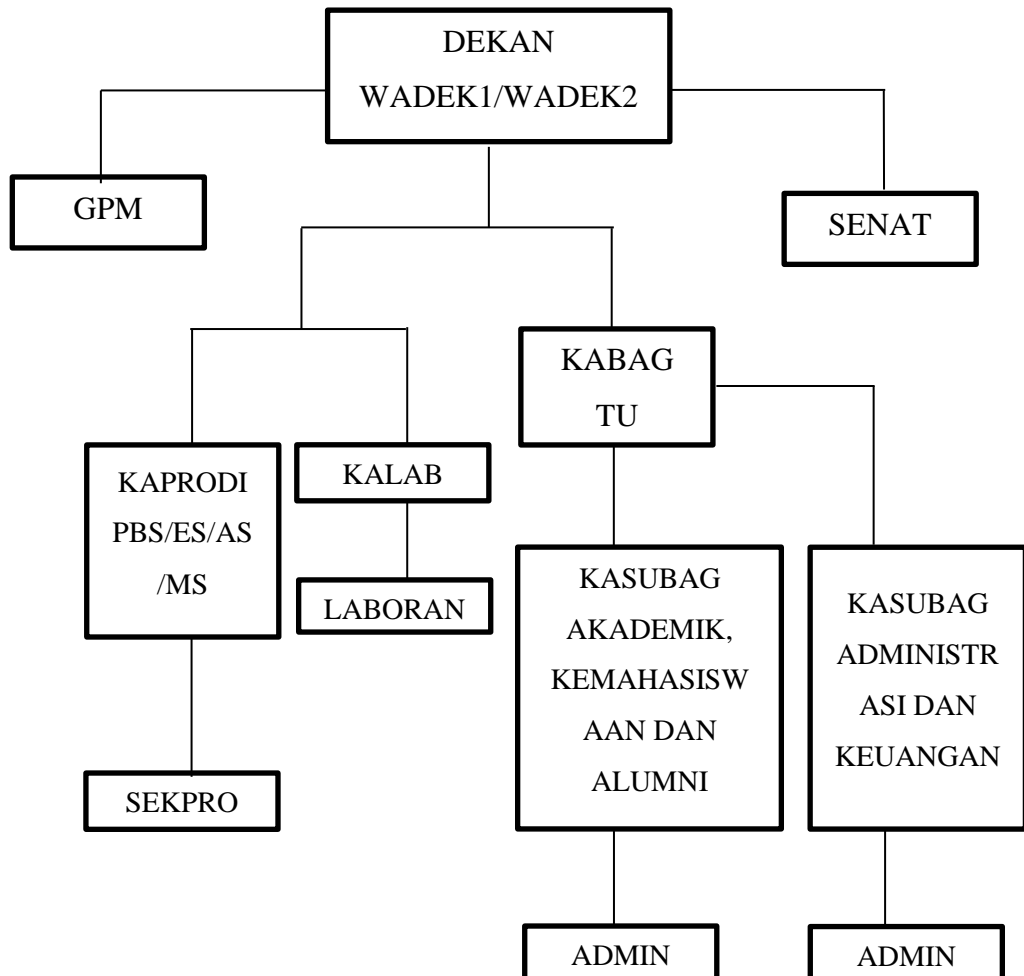 DEKAN
WADEK1/WADEK2
GPM
SENAT
KABAG
TU
KAPRODI
PBS/ES/AS
/MS
KALAB
LABORAN
KASUBAG
AKADEMIK,
KEMAHASISW
AAN DAN
ALUMNI
KASUBAG
ADMINISTR
ASI DAN
KEUANGAN
SEKPRO
ADMIN
ADMIN